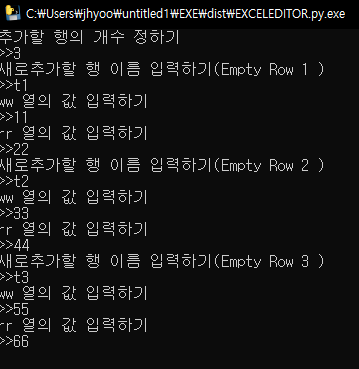 C:₩Users₩jhyoo₩untitled1₩EXE₩dist₩EXCELEDITOR.py.exe
추가할 행의 개수 정하기
>>3
새로추가할 행 이름 입력하기(Empty Row 1 )
>>t1
ww 열의 값 입력하기
>>11
rr 열의 값 입력하기
>>22
새로추가할 행 이름 입력하기(Empty Row 2 )
>>t2
ww 열의 값 입력하기
>>33
rr 열의 값 입력하기
>>44
새로추가할 행 이름 입력하기(Empty Row 3 )
>>t3
ww 열의 값 입력하기
>>55
rr 열의 값 입력하기
>>66